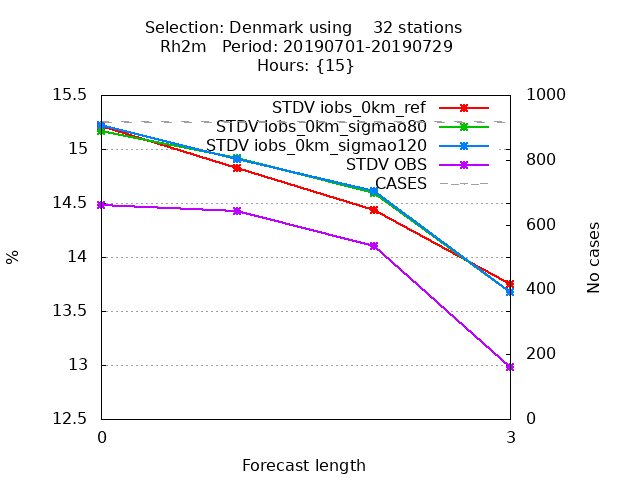 Selection: Denmark using    32 stations
Rh2m   Period: 20190701-20190729
Hours: {15}
15.5
15
14.5
14
13.5
13
12.5
%
1000
800
600
400
200
0
No cases
STDV iobs_0km_ref
STDV iobs_0km_sigmao80
STDV iobs_0km_sigmao120
STDV OBS
CASES
0
3
Forecast length